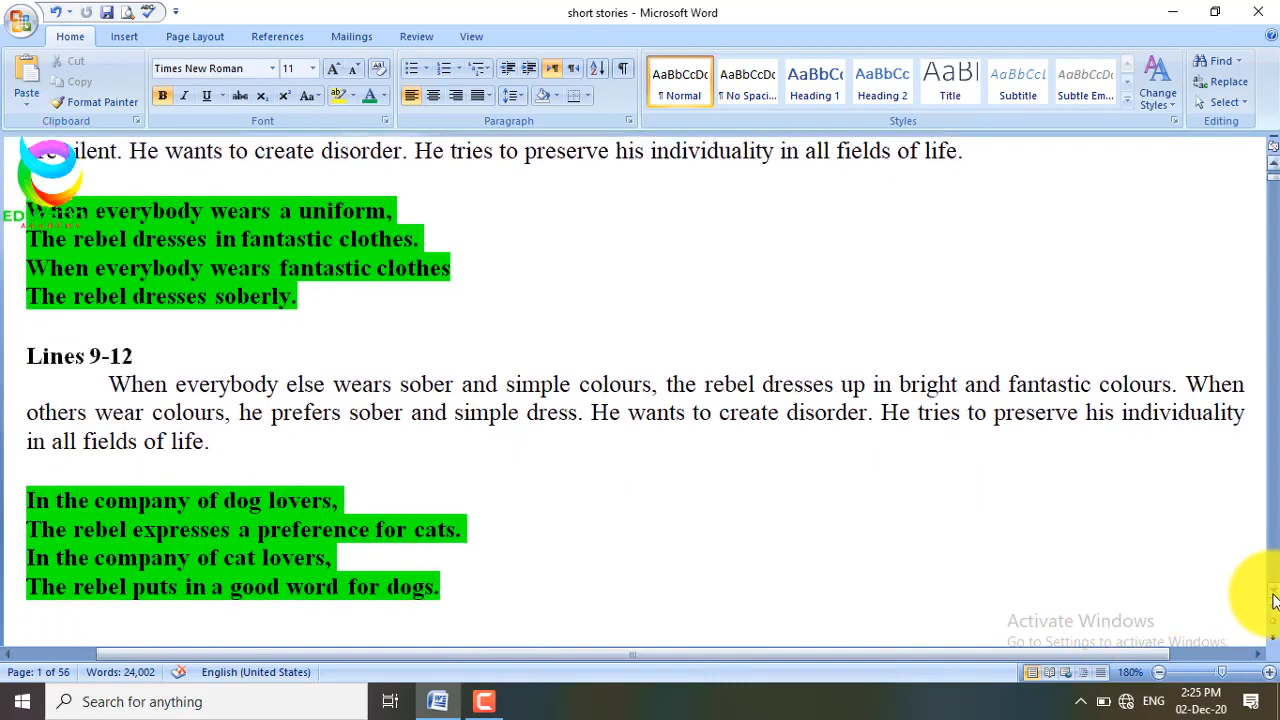 short stories - Microsoft Word
Home Insert Page Layout References Mailings Review View
Paste
Cut
Copy
Format Painter
Clipboard
Times New Roman 11
Font
Paragraph
AaBbCcDc AaBbCcDc AaBbC AaBbCc AaB AaBbCcL AaBbCcDc
¶ Normal ¶ No Spaci... Heading 1 Heading 2 Title Subtitle Subtle Em...
Styles
Change Styles
Find
Replace
Select
Editing
silent. He wants to create disorder. He tries to preserve his individuality in all fields of life.
When everybody wears a uniform,
The rebel dresses in fantastic clothes.
When everybody wears fantastic clothes
The rebel dresses soberly.
Lines 9-12
When everybody else wears sober and simple colours, the rebel dresses up in bright and fantastic colours. When
others wear colours, he prefers sober and simple dress. He wants to create disorder. He tries to preserve his individuality
in all fields of life.
In the company of dog lovers,
The rebel expresses a preference for cats.
In the company of cat lovers,
The rebel puts in a good word for dogs.
Activate Windows
Go to Settings to activate Windows.
Page: 1 of 56 Words: 24,002 English (United States) 180%
Search for anything
ENG
2:25 PM
02-Dec-20